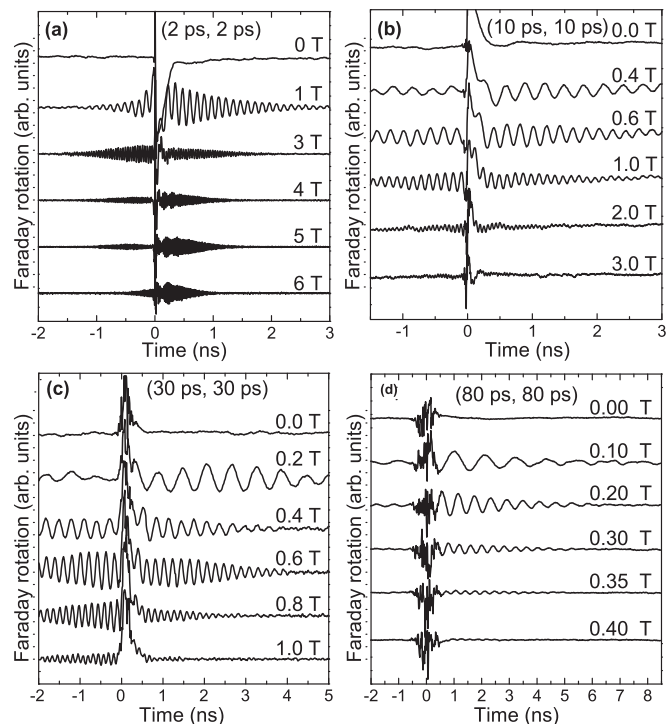 (a) (2 ps, 2 ps)
0 T
1 T
3 T
4 T
5 T
6 T
Faraday rotation (arb. units)
-2 -1 0 1 2 3
Time (ns)
(b) (10 ps, 10 ps)
0.0 T
0.4 T
0.6 T
1.0 T
2.0 T
3.0 T
Faraday rotation (arb. units)
-1 0 1 2 3
Time (ns)
(c) (30 ps, 30 ps)
0.0 T
0.2 T
0.4 T
0.6 T
0.8 T
1.0 T
Faraday rotation (arb. units)
-2 -1 0 1 2 3 4 5
Time (ns)
(d) (80 ps, 80 ps)
0.00 T
0.10 T
0.20 T
0.30 T
0.35 T
0.40 T
Faraday rotation (arb. units)
-2 -1 0 1 2 3 4 5 6 7 8
Time (ns)